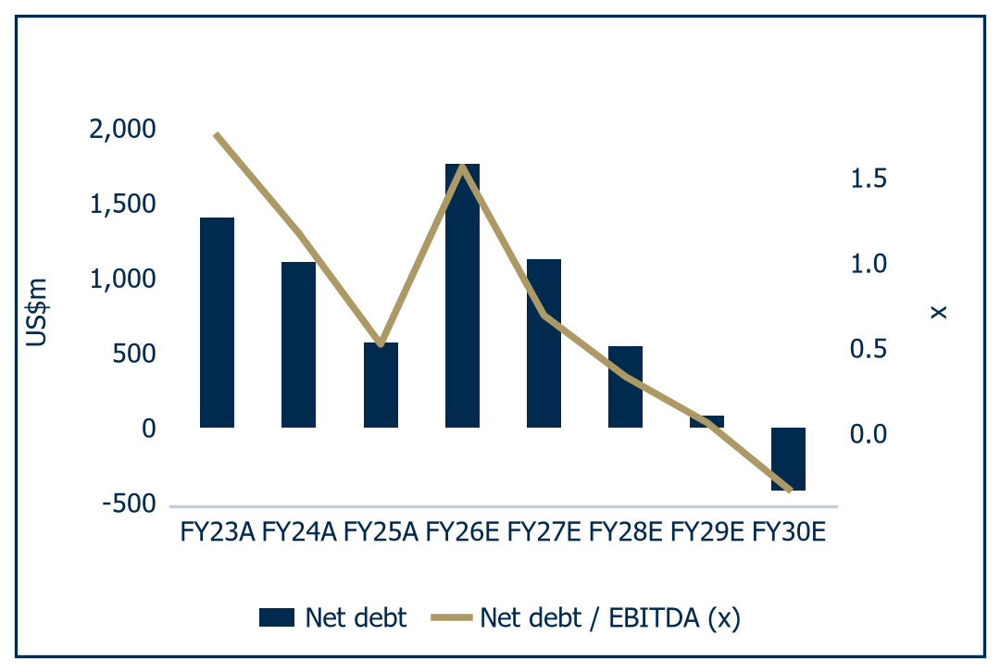 2,000
1,500
1,000
500
0
-500
US$m
1.5
1.0
0.5
0.0
x
FY23A FY24A FY25A FY26E FY27E FY28E FY29E FY30E
Net debt Net debt / EBITDA (x)